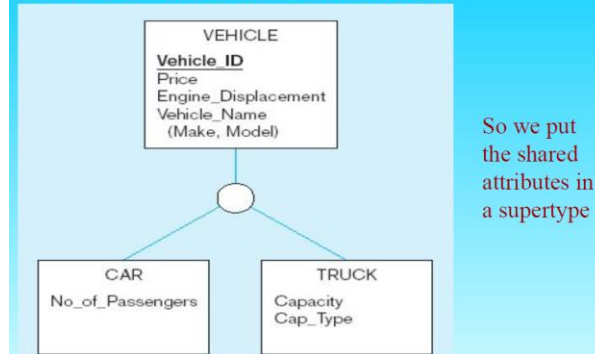 VEHICLE
Vehicle_ID
Price
Engine_Displacement
Vehicle_Name
(Make, Model)
So we put
the shared
attributes in
a supertype
CAR
No_of_Passengers
TRUCK
Capacity
Cap_Type